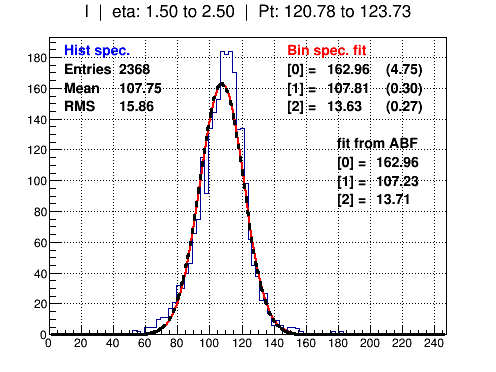 I | eta: 1.50 to 2.50 | Pt: 120.78 to 123.73
Hist spec.
Entries 2368
Mean 107.75
RMS 15.86
Bin spec. fit
[0] = 162.96 (4.75)
[1] = 107.81 (0.30)
[2] = 13.63 (0.27)
fit from ABF
[0] = 162.96
[1] = 107.23
[2] = 13.71
180
160
140
120
100
80
60
40
20
0
0 20 40 60 80 100 120 140 160 180 200 220 240